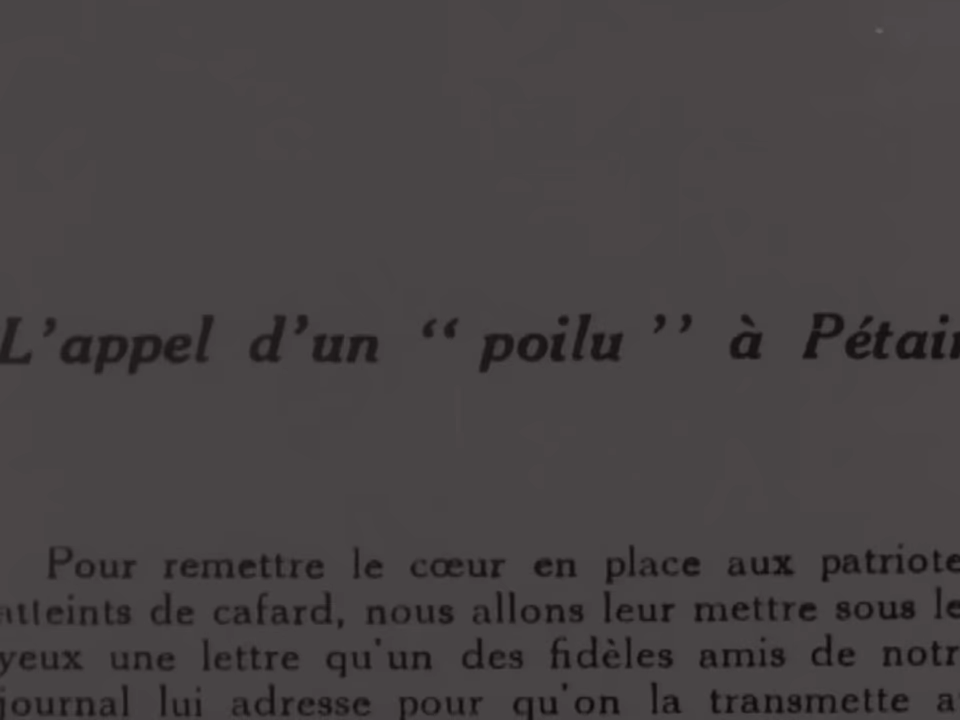 L'appel d'un “ poilu ” à Pétain
Pour remettre le cœur en place aux patriote
atteints de cafard, nous allons leur mettre sous le
yeux une lettre qu'un des fidèles amis de notr
journal lui adresse pour qu'on la transmette a